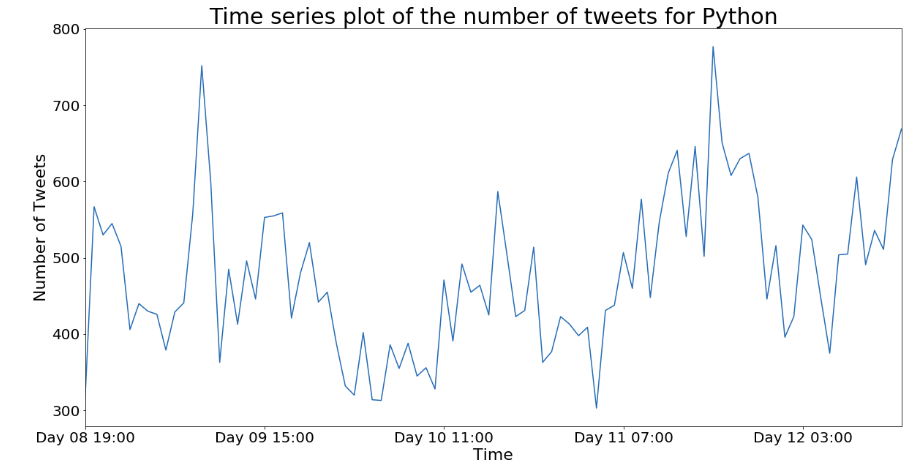 Time series plot of the number of tweets for Python
800
700
600
500
400
300
Number of Tweets
Day 08 19:00 Day 09 15:00 Day 10 11:00 Day 11 07:00 Day 12 03:00
Time